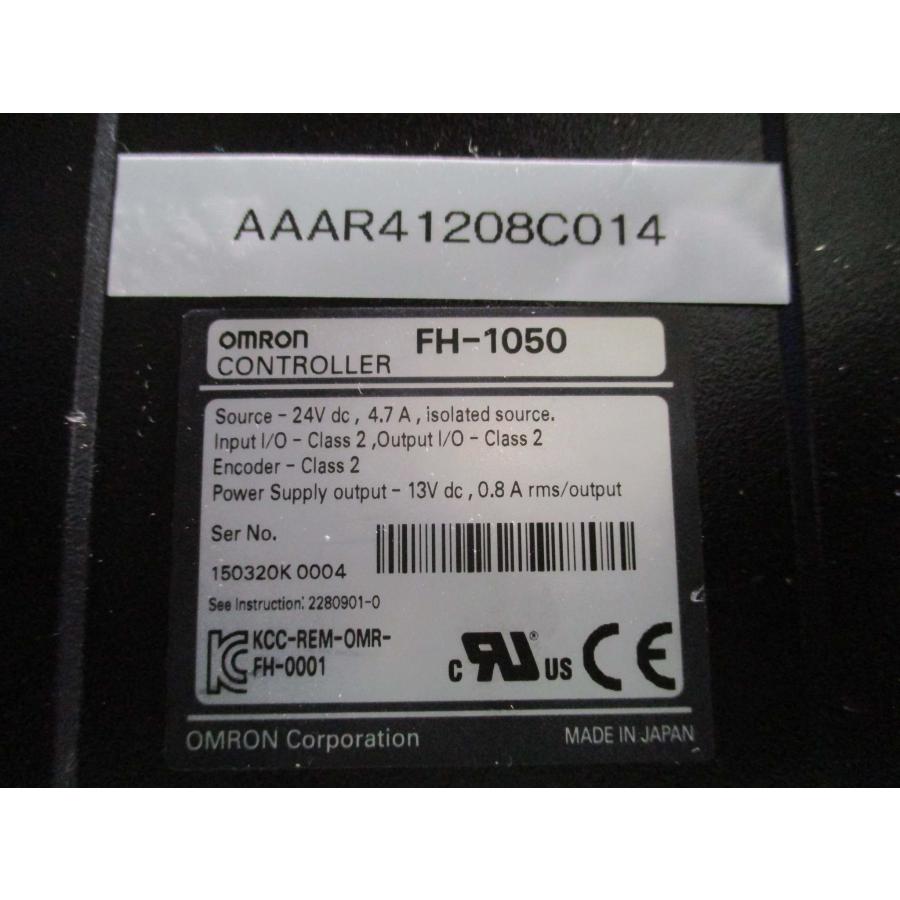 AAAR41208C014
OMRON FH-1050
CONTROLLER
Source - 24V dc , 4.7 A , isolated source.
Input I/O - Class 2 ,Output I/O - Class 2
Encoder - Class 2
Power Supply output - 13V dc , 0.8 A rms/output
Ser No.
150320K 0004
See Instruction: 2280901-0
KCC-REM-OMR-
FH-0001
c RU ® US CE
OMRON Corporation MADE IN JAPAN